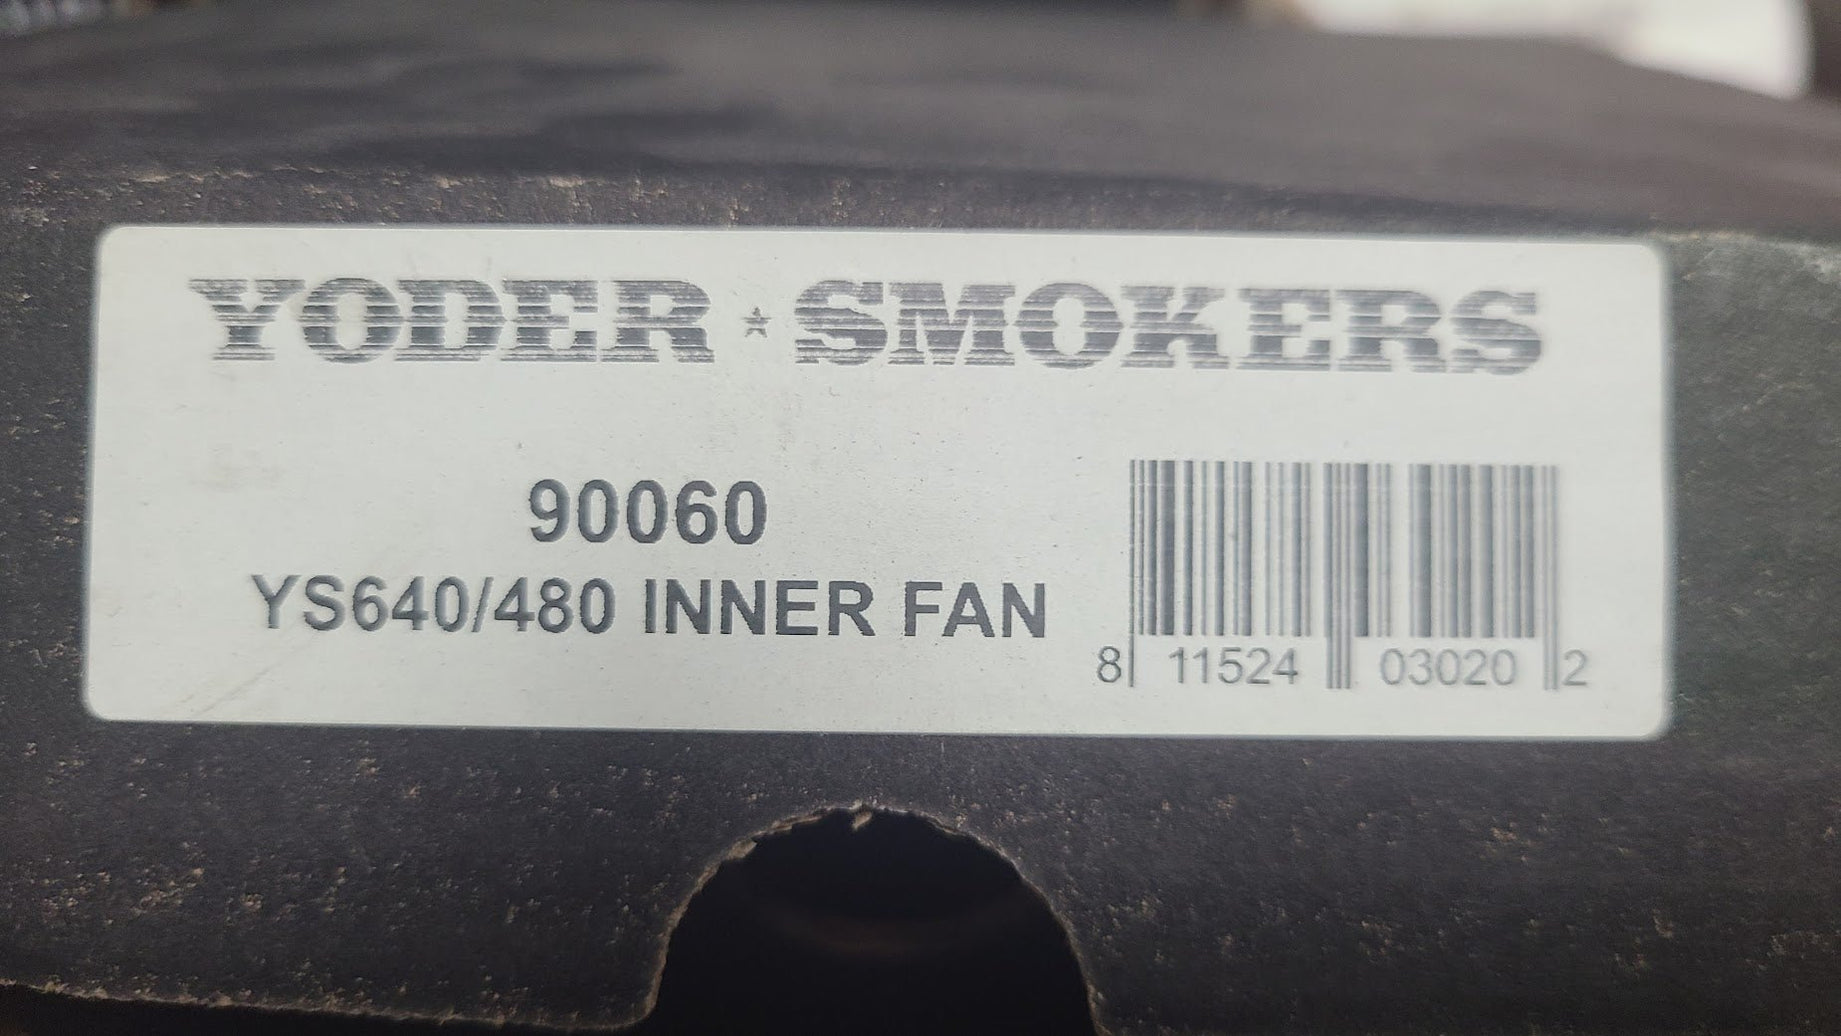 YODER ★ SMOKERS
90060
YS640/480 INNER FAN
8 11524 03020 2